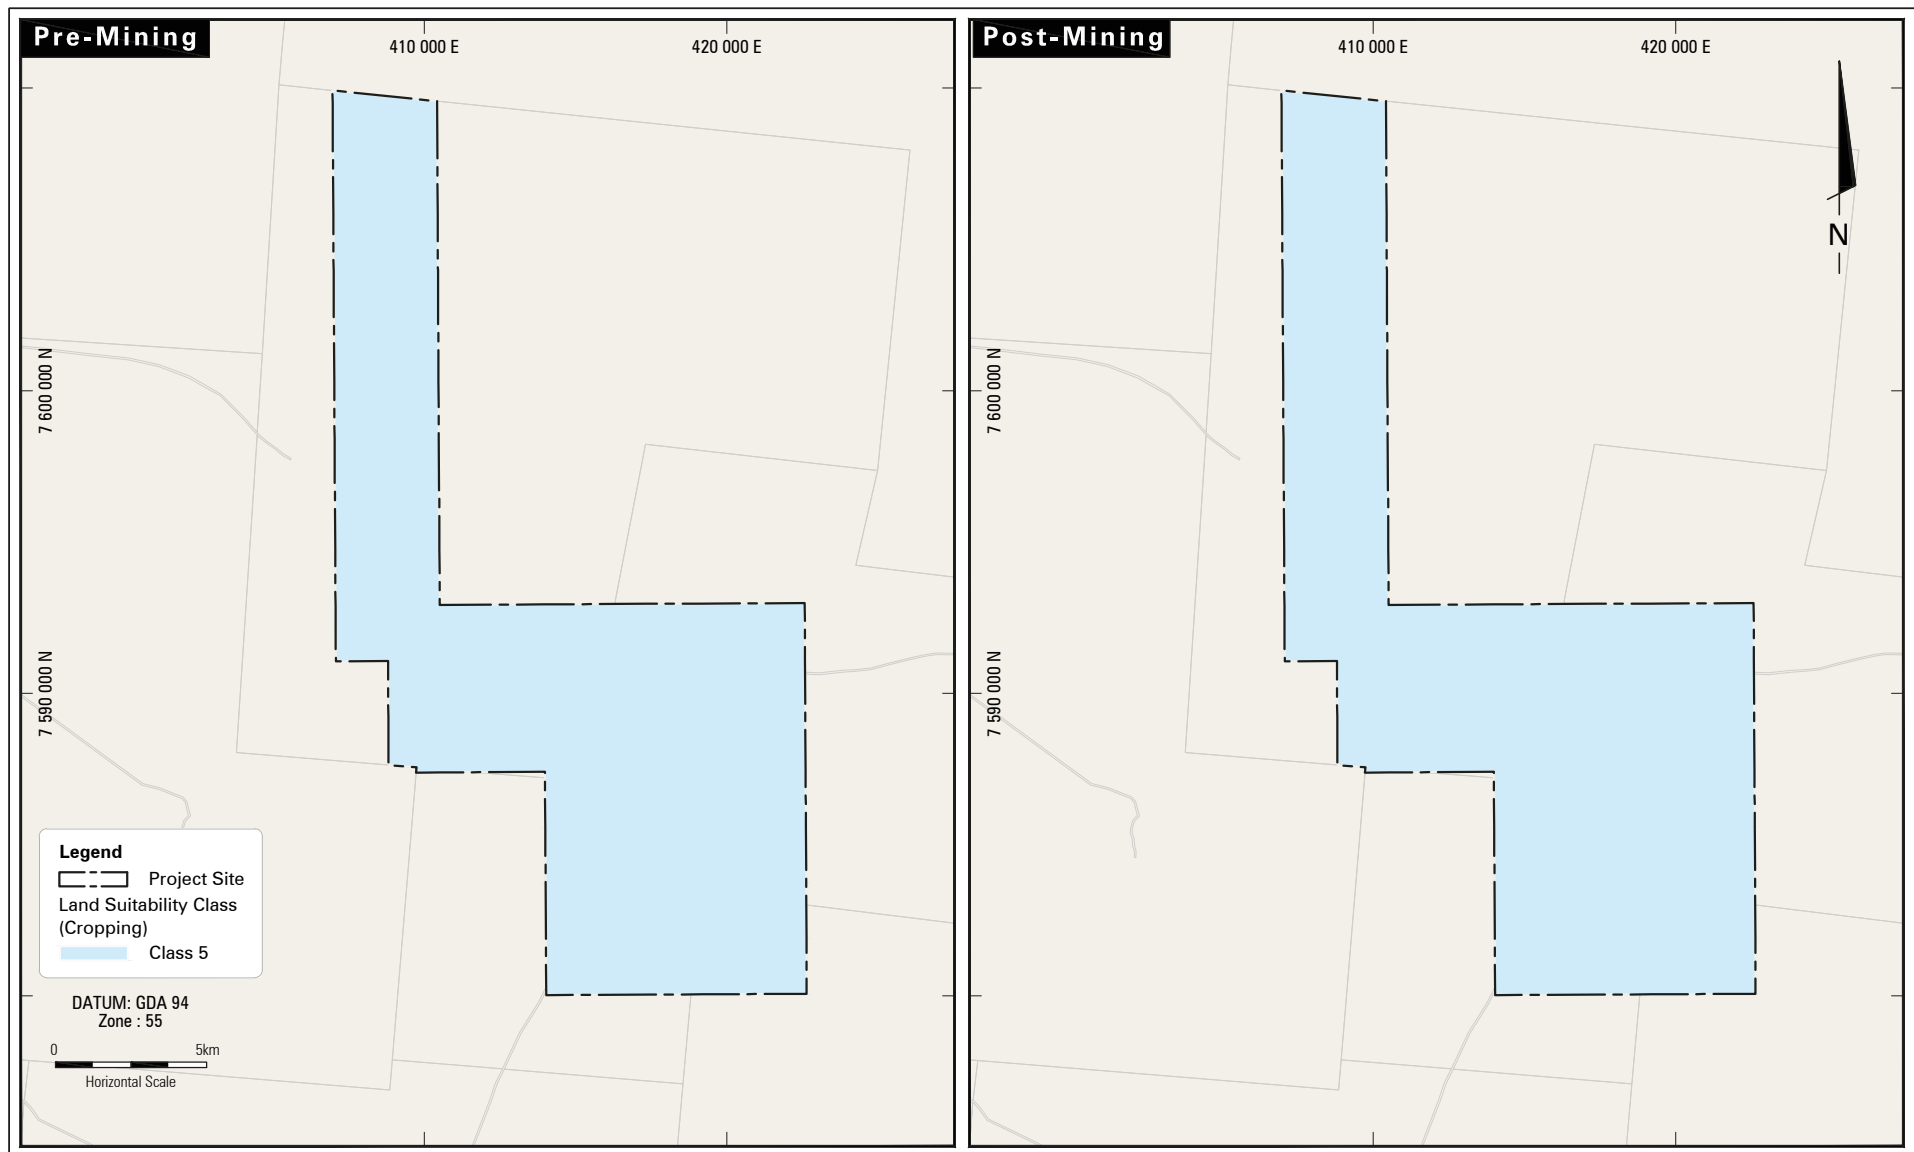 Pre-Mining
410 000 E
420 000 E
7 600 000 N
7 590 000 N
Legend
Project Site
Land Suitability Class
(Cropping)
Class 5
DATUM: GDA 94
Zone : 55
0 5km
Horizontal Scale
Post-Mining
410 000 E
420 000 E
N
7 600 000 N
7 590 000 N